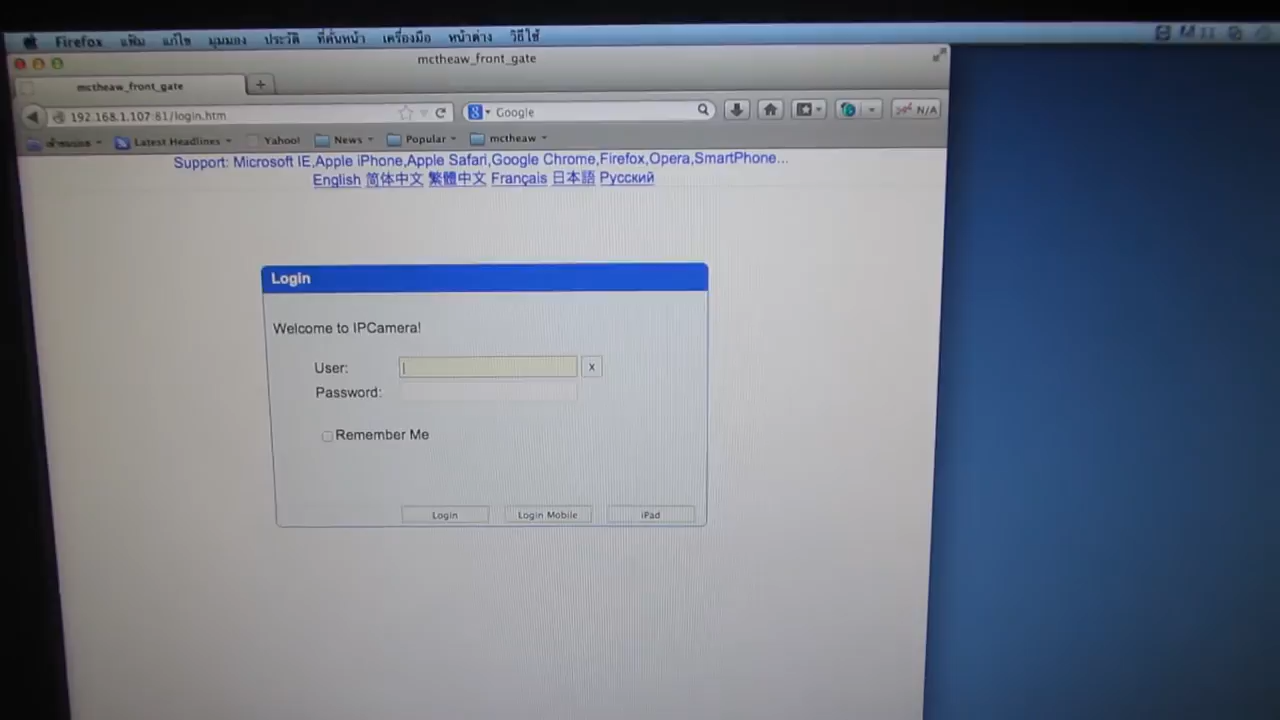 Firefox แฟ้ม แก้ไข มุมมอง ประวัติ ที่คั่นหน้า เครื่องมือ หน้าต่าง วิธีใช้
mctheaw_front_gate
mctheaw_front_gate
192.168.1.107:81/login.htm
Google
N/A
Latest Headlines Yahoo! News Popular mctheaw
Support: Microsoft IE,Apple iPhone,Apple Safari,Google Chrome,Firefox,Opera,SmartPhone...
English 简体中文 繁體中文 Français 日本語 Русский
Login
Welcome to IPCamera!
User: x
Password:
Remember Me
Login Login Mobile iPad